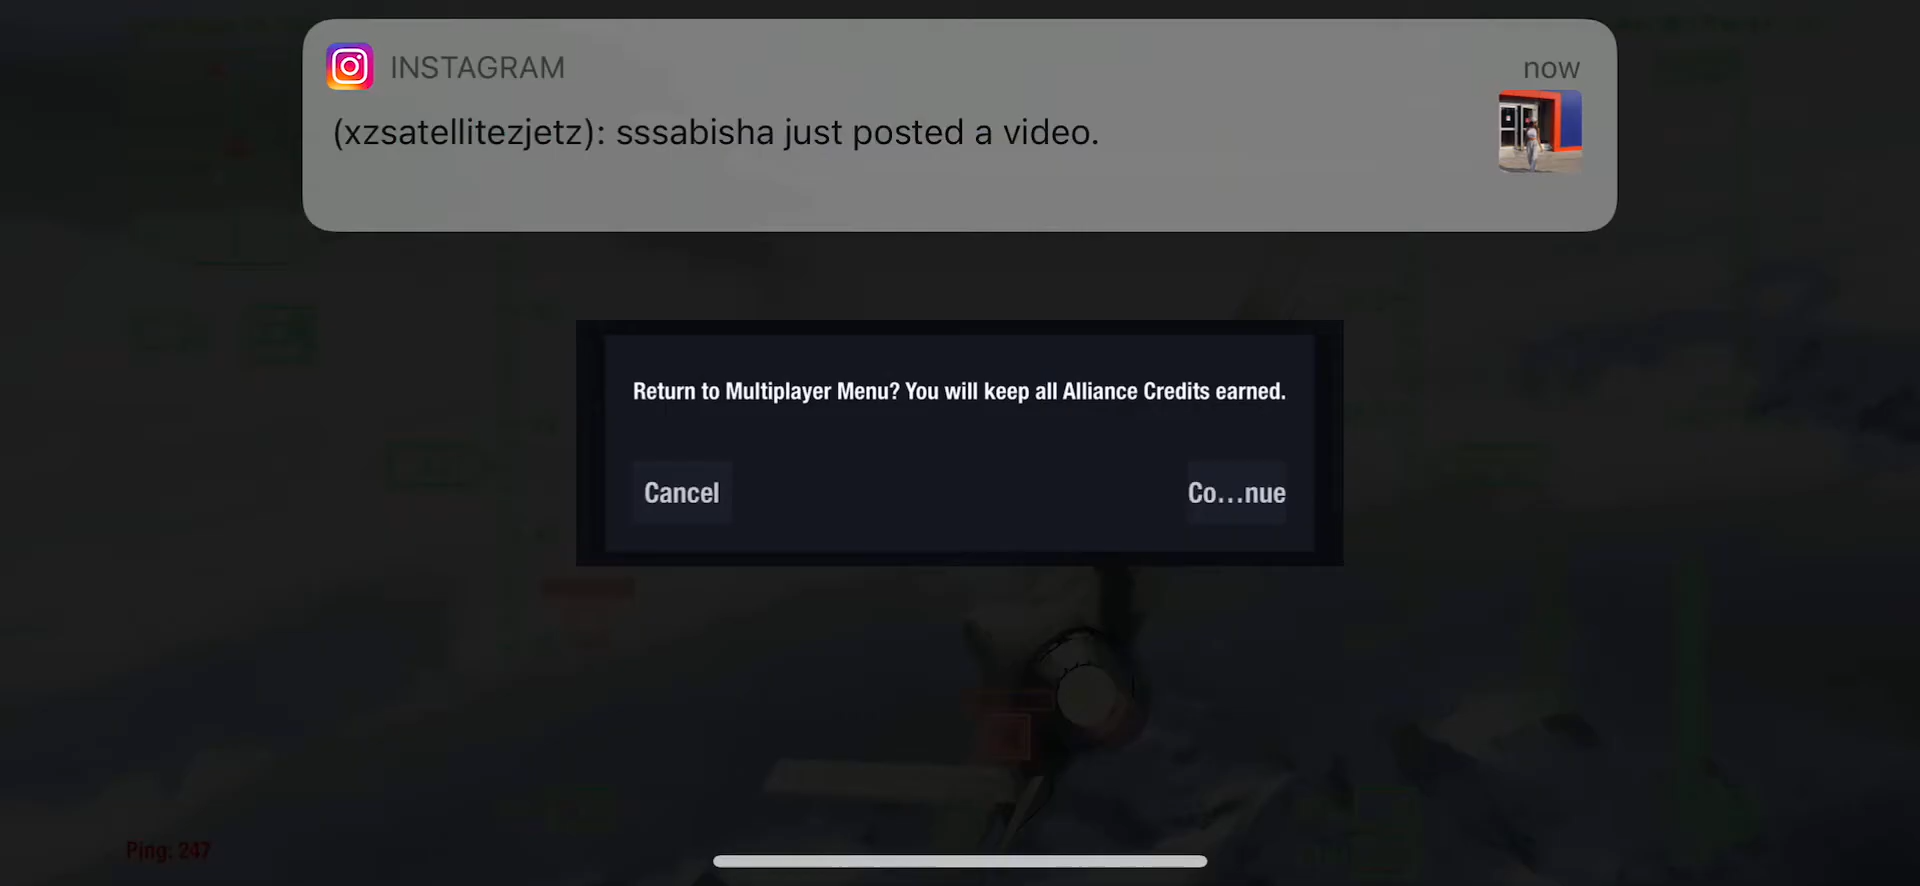 INSTAGRAM
now
(xzsatellitezjetz): sssabisha just posted a video.
Return to Multiplayer Menu? You will keep all Alliance Credits earned.
Cancel
Co...nue
Ping: 247